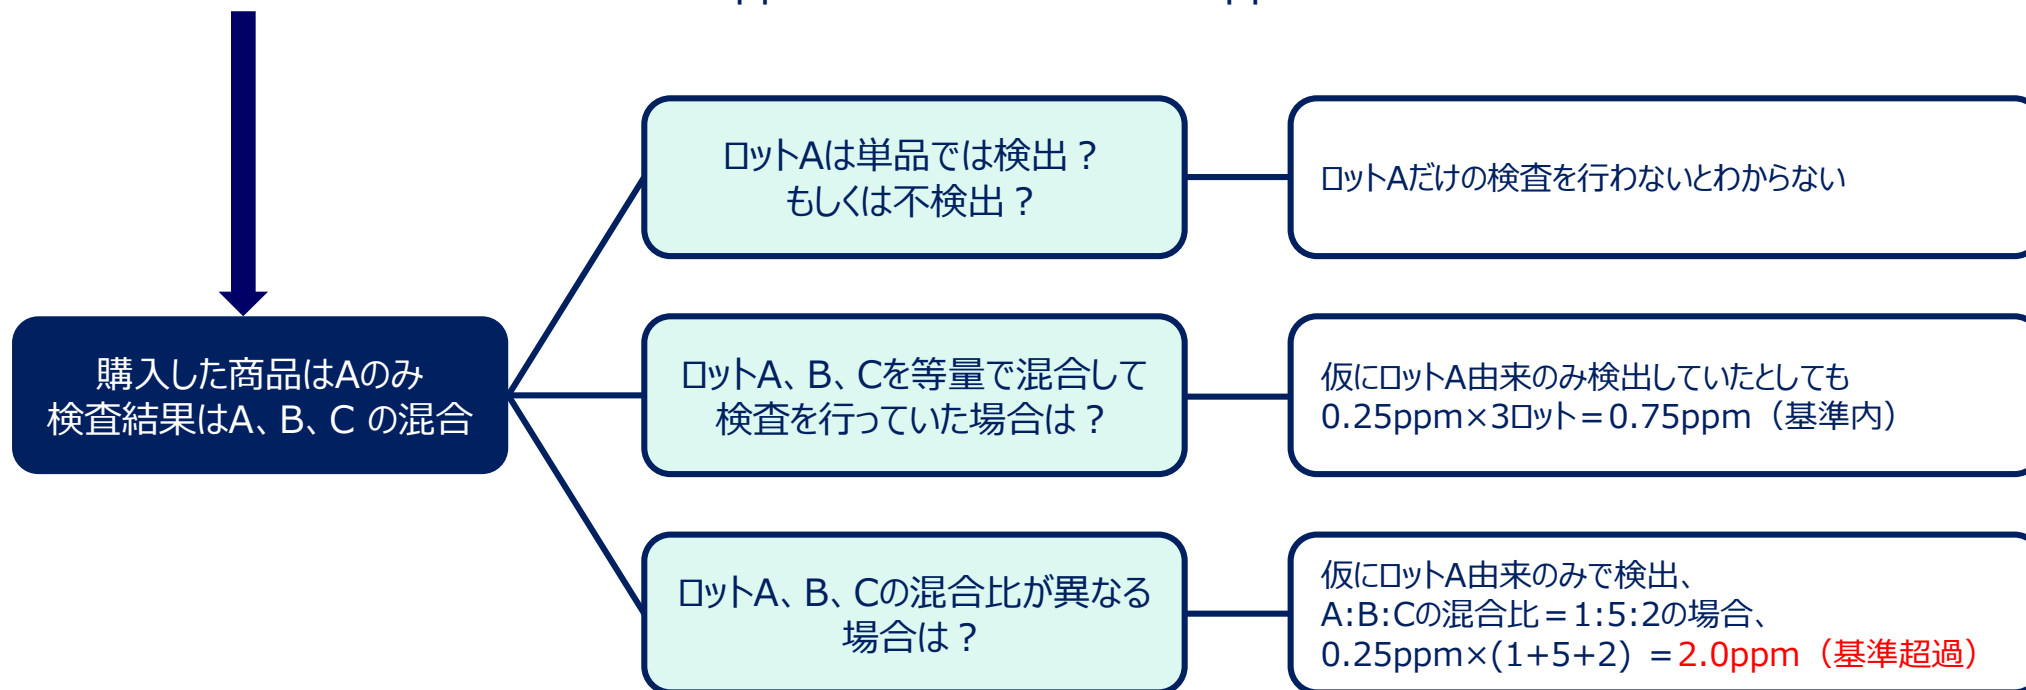 ロットAは単品では検出？
もしくは不検出？
ロットAだけの検査を行わないとわからない
購入した商品はAのみ
検査結果はA、B、C の混合
ロットA、B、Cを等量で混合して
検査を行っていた場合は？
仮にロットA由来のみ検出していたとしても
0.25ppm×3ロット＝0.75ppm（基準内）
ロットA、B、Cの混合比が異なる
場合は？
仮にロットA由来のみで検出、
A:B:Cの混合比＝1:5:2の場合、
0.25ppm×(1+5+2) ＝2.0ppm（基準超過）